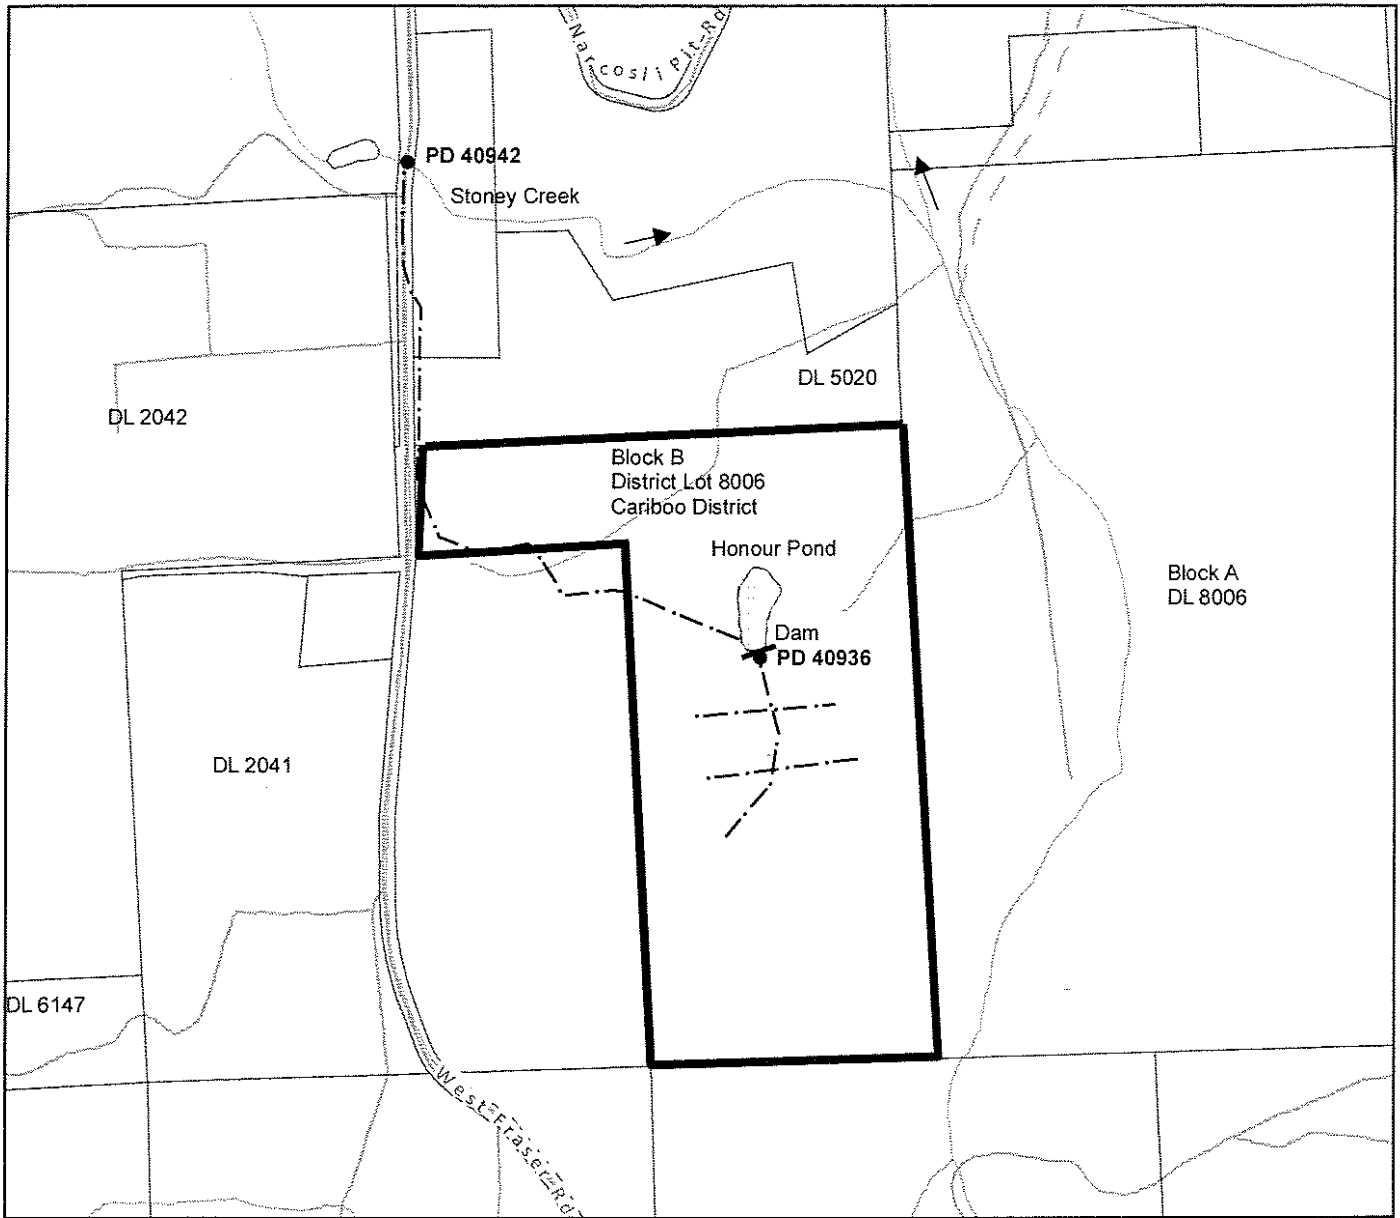 Narcosli Pit Rd
PD 40942
Stoney Creek
DL 5020
DL 2042
Block B
District Lot 8006
Cariboo District
Honour Pond
Block A
DL 8006
Dam
PD 40936
DL 2041
DL 6147
West Fraser Rd